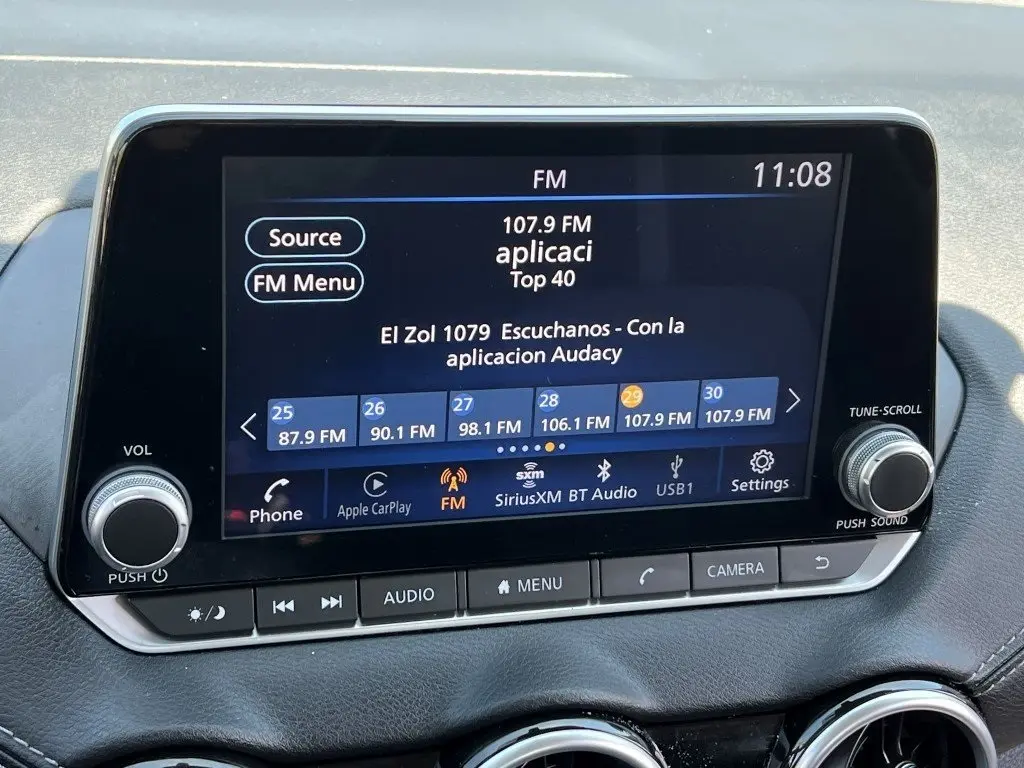 FM
11:08
Source
FM Menu
107.9 FM
aplicaci
Top 40
El Zol 1079 Escuchanos - Con la
aplicacion Audacy
25
87.9 FM
26
90.1 FM
27
98.1 FM
28
106.1 FM
29
107.9 FM
30
107.9 FM
Phone
Apple CarPlay
FM
sxm
SiriusXM
BT Audio
USB1
Settings
VOL
PUSH
TUNE·SCROLL
PUSH SOUND
AUDIO
MENU
CAMERA